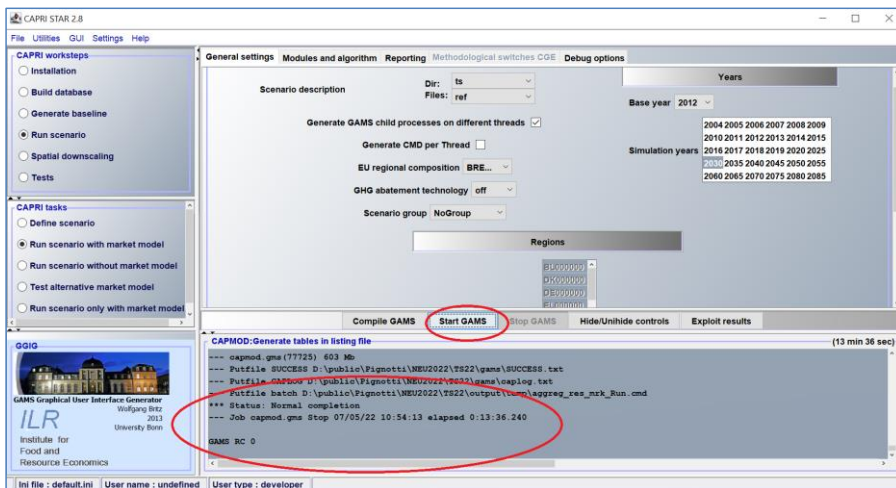 CAPRI STAR 2.8
File Utilities GUI Settings Help
CAPRI worksteps
Installation
Build database
Generate baseline
Run scenario
Spatial downscaling
Tests
CAPRI tasks
Define scenario
Run scenario with market model
Run scenario without market model
Test alternative market model
Run scenario only with market model
GGIG
GAMS Graphical User Interface Generator
Wolfgang Britz
2013
University Bonn
ILR
Institute for
Food and
Resource Economics
General settings Modules and algorithm Reporting Methodological switches CGE Debug options
Scenario description
Dir: ts
Files: ref
Generate GAMS child processes on different threads
Generate CMD per Thread
EU regional composition BRE...
GHG abatement technology off
Scenario group NoGroup
Years
Base year 2012
Simulation years
2004 2005 2006 2007 2008 2009
2010 2011 2012 2013 2014 2015
2016 2017 2018 2019 2020 2025
2030 2035 2040 2045 2050 2055
2060 2065 2070 2075 2080 2085
Regions
DK000000
DE000000
Compile GAMS Start GAMS Stop GAMS Hide/Unihide controls Exploit results
CAPMOD:Generate tables in listing file (13 min 36 sec)
--- capmod.gms(77725) 603 Mb
--- Putfile SUCCESS D:\public\Pignotti\NEU2022\TS22\gams\SUCCESS.txt
--- Putfile CAPLOG D:\public\Pignotti\NEU2022\TS22\gams\caplog.txt
--- Putfile batch D:\public\Pignotti\NEU2022\TS22\output\temp\aggreg_res_mrk_Run.cmd
*** Status: Normal completion
--- Job capmod.gms Stop 07/05/22 10:54:13 elapsed 0:13:36.240
GAMS RC 0
Ini file : default.ini User name : undefined User type : developer